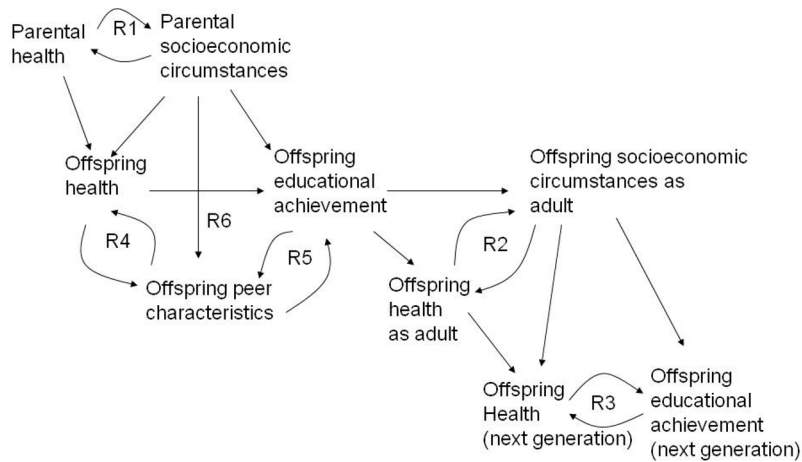 Parental
health
R1
Parental
socioeconomic
circumstances
Offspring
health
Offspring
educational
achievement
Offspring socioeconomic
circumstances as
adult
R6
R4
R5
R2
Offspring peer
characteristics
Offspring
health
as adult
Offspring
Health
(next generation)
R3
Offspring
educational
achievement
(next generation)